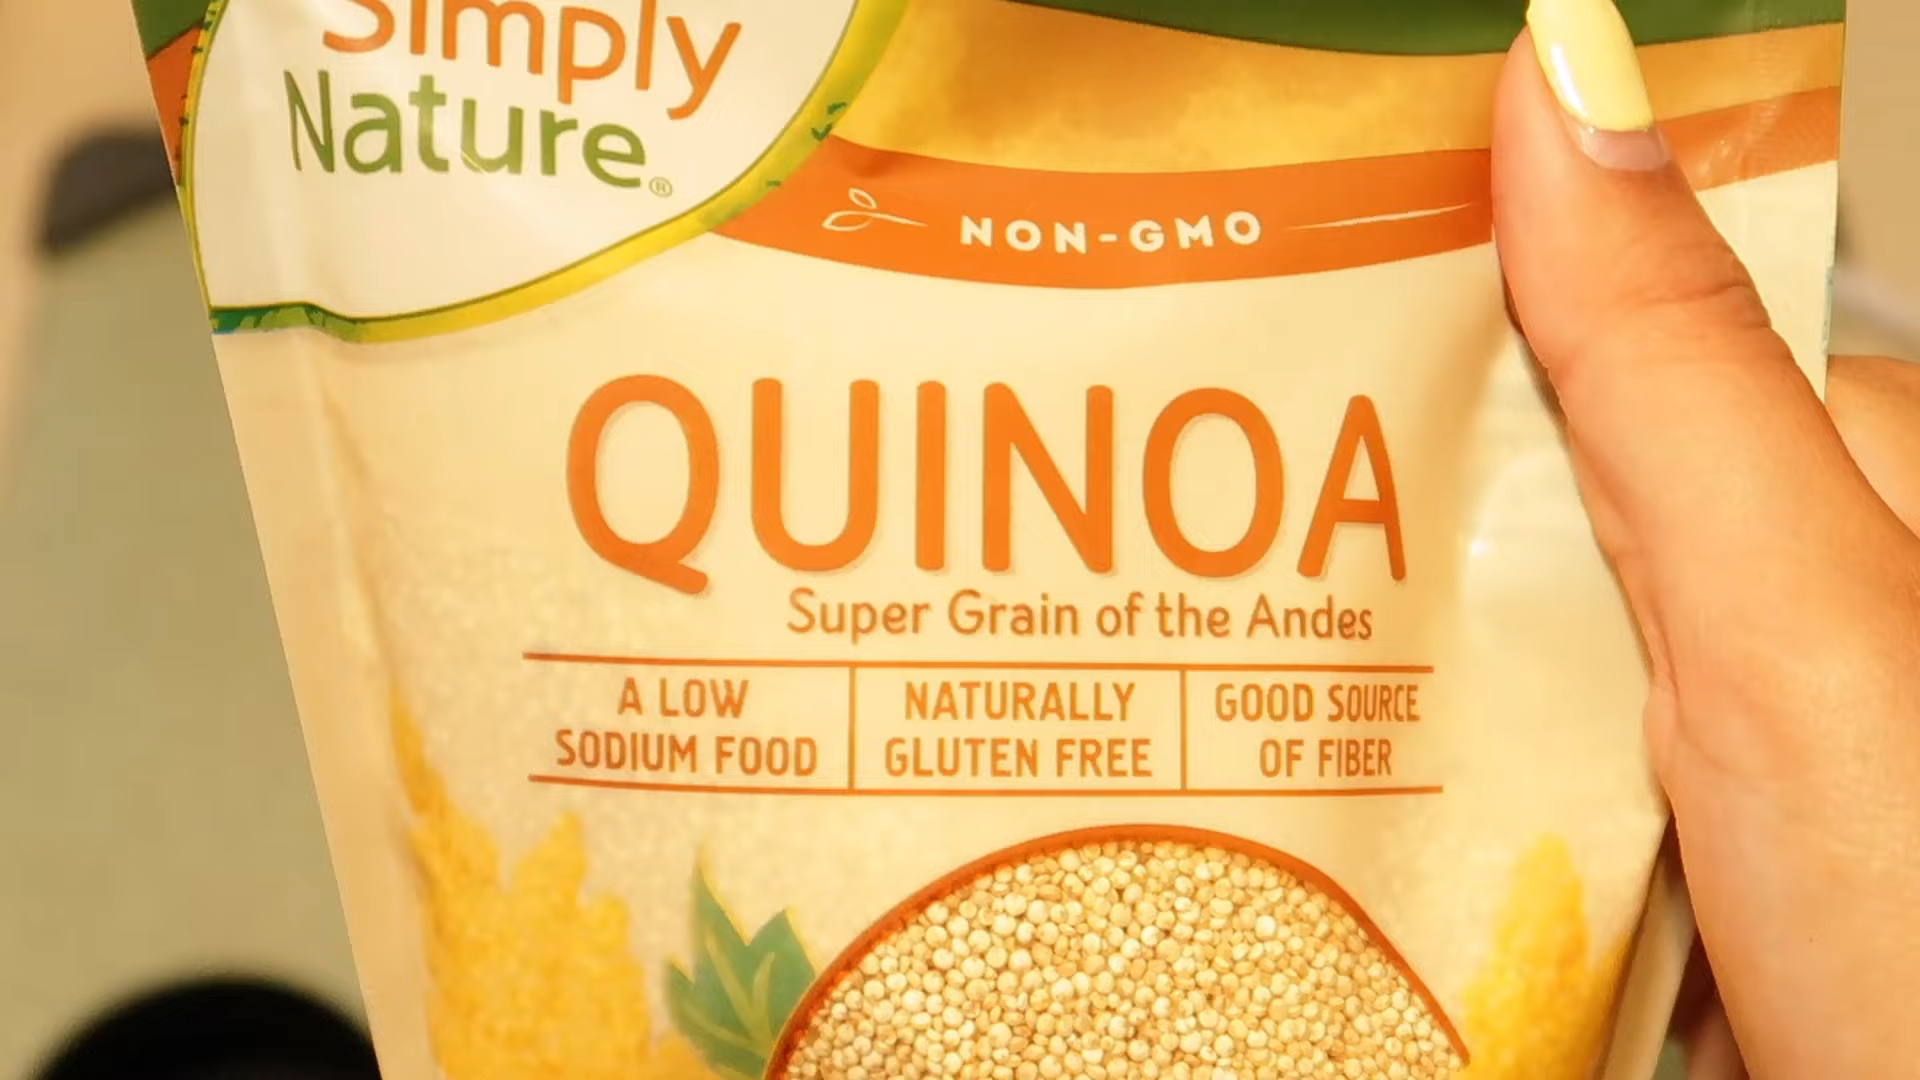 Simply
Nature®
NON-GMO
QUINOA
Super Grain of the Andes
A LOW
SODIUM FOOD
NATURALLY
GLUTEN FREE
GOOD SOURCE
OF FIBER